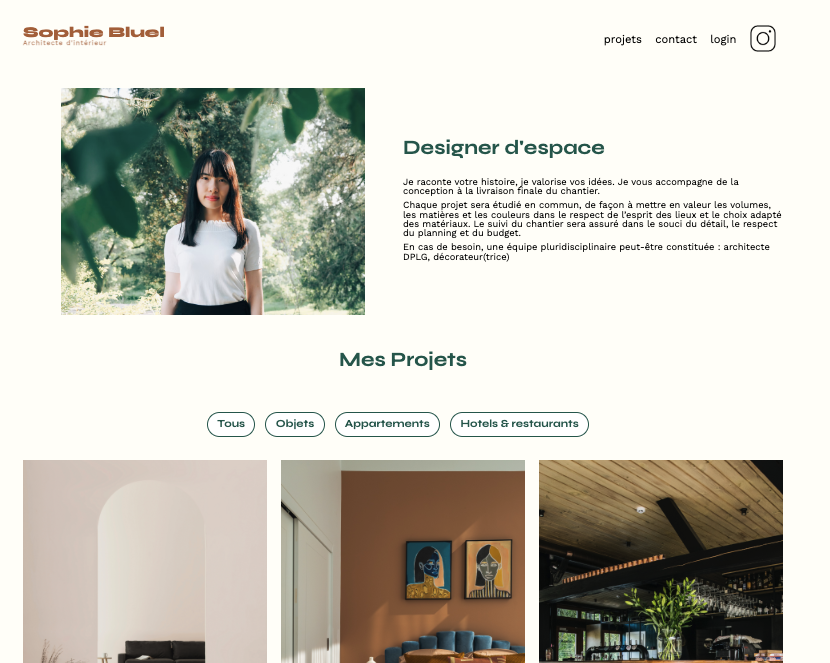 Sophie Bluel
Architecte d'intérieur
projets contact login
Designer d'espace
Je raconte votre histoire, je valorise vos idées. Je vous accompagne de la
conception à la livraison finale du chantier.
Chaque projet sera étudié en commun, de façon à mettre en valeur les volumes,
les matières et les couleurs dans le respect de l'esprit des lieux et le choix adapté
des matériaux. Le suivi du chantier sera assuré dans le souci du détail, le respect
du planning et du budget.
En cas de besoin, une équipe pluridisciplinaire peut-être constituée : architecte
DPLG, décorateur(trice)
Mes Projets
Tous Objets Appartements Hotels & restaurants